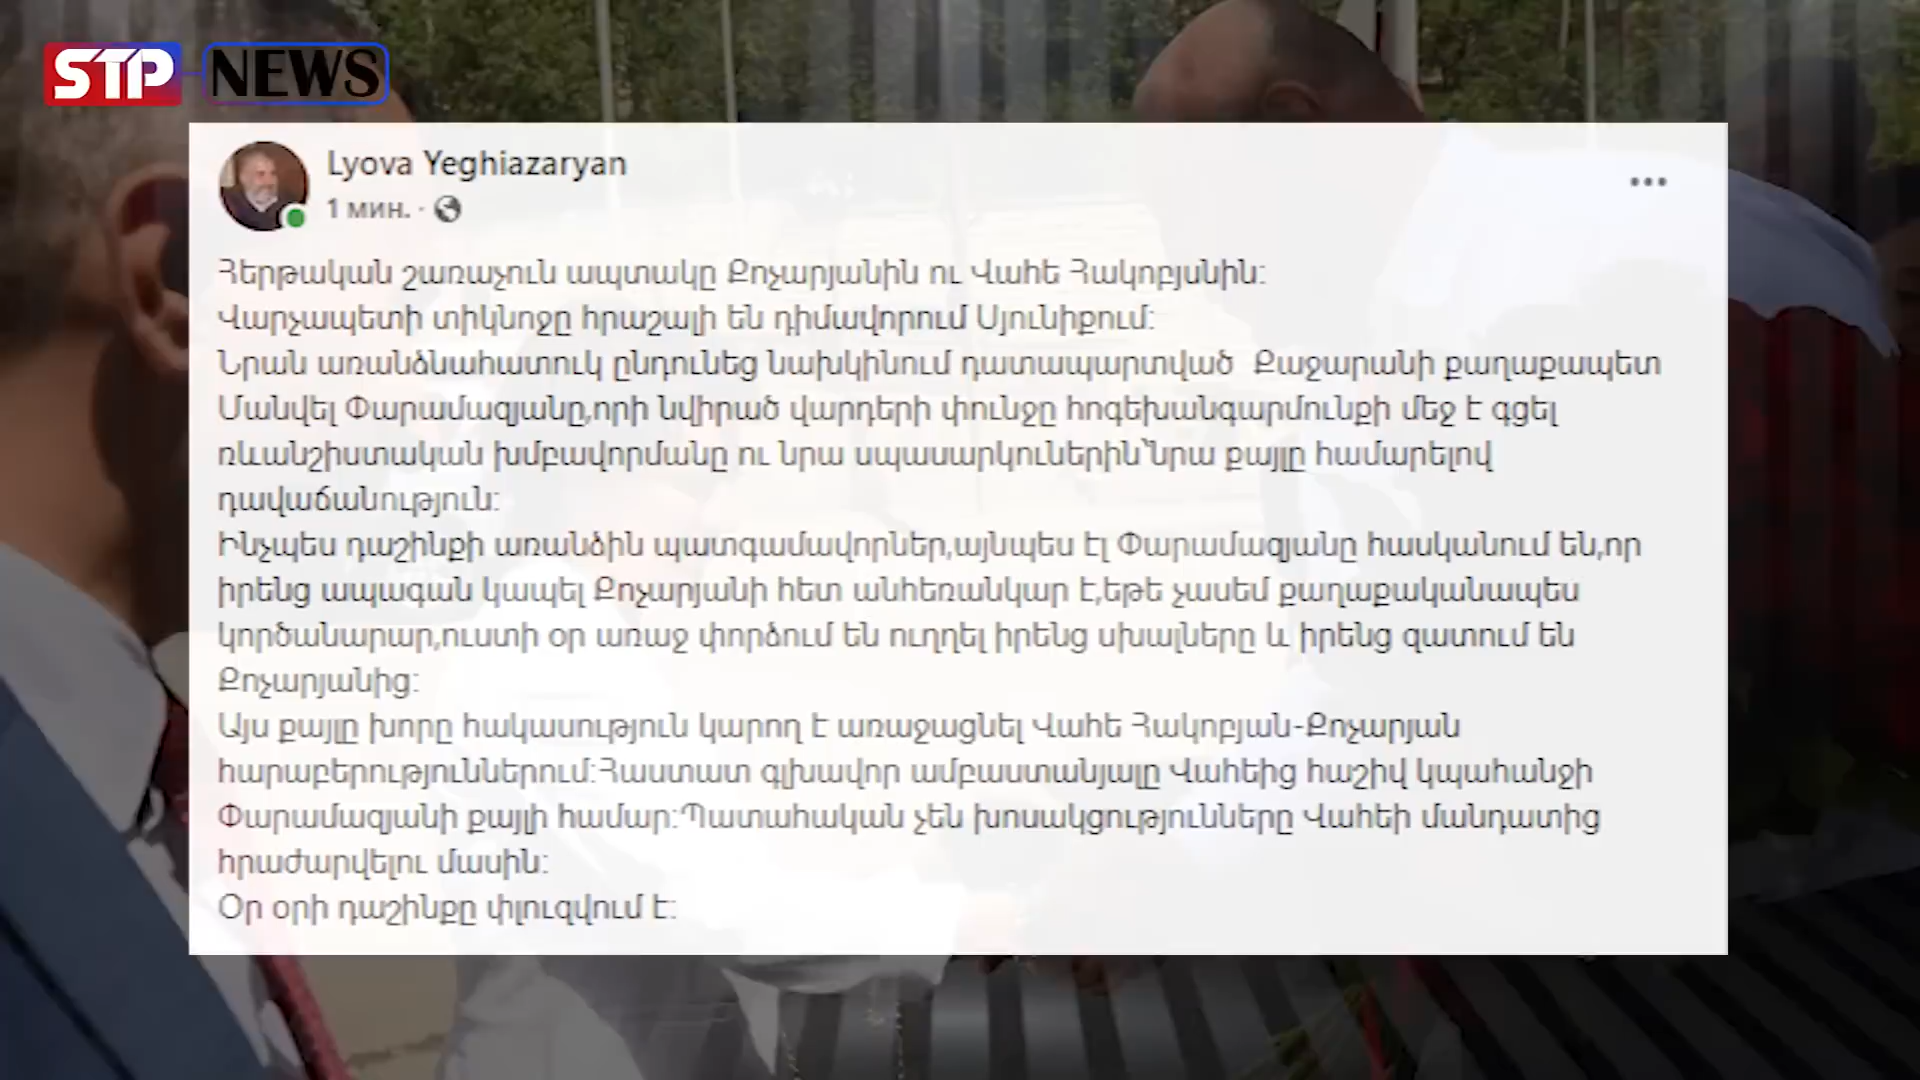 STP NEWS
Lyova Yeghiazaryan
1 мин. ·
Հերթական շառաչուն ապտակը Քոչարյանին ու Վահե Հակոբյսնին:
Վարչապետի տիկնոջը հրաշալի են դիմավորում Սյունիքում:
Նրան առանձնահատուկ ընդունեց նախկինում դատապարտված Քաջարանի քաղաքապետ
Մանվել Փարամազյանը,որի նվիրած վարդերի փունջը հոգեխանգարմունքի մեջ է գցել
ռևանշիստական խմբավորմանը ու նրա սպասարկուներին՝նրա քայլը համարելով
դավաճանություն:
Ինչպես դաշինքի առանձին պատգամավորներ,այնպես էլ Փարամազյանը հասկանում են,որ
իրենց ապագան կապել Քոչարյանի հետ անհեռանկար է,եթե չասեմ քաղաքականապես
կործանարար,ուստի օր առաջ փորձում են ուղղել իրենց սխալները և իրենց զատում են
Քոչարյանից:
Այս քայլը խորը հակասություն կարող է առաջացնել Վահե Հակոբյան-Քոչարյան
հարաբերություններում:Հաստատ գլխավոր ամբաստանյալը Վահեից հաշիվ կպահանջի
Փարամազյանի քայլի համար:Պատահական չեն խոսակցությունները Վահեի մանդատից
հրաժարվելու մասին:
Օր օրի դաշինքը փլուզվում է: